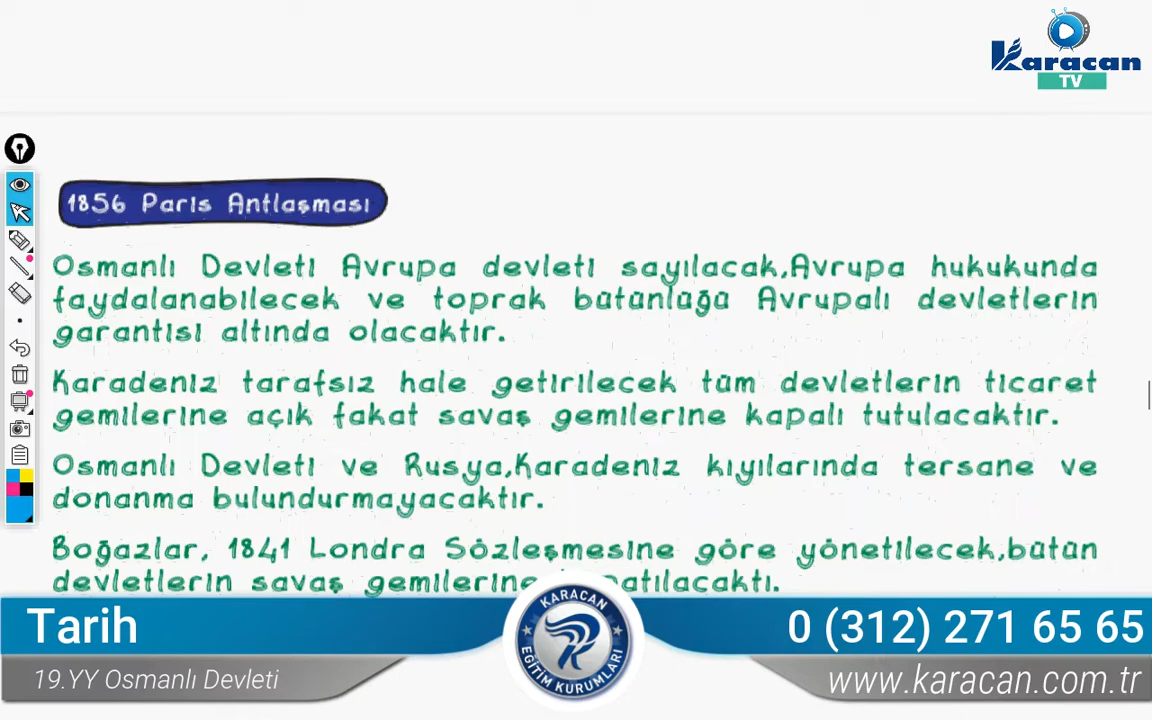 Karacan
TV
1856 Paris Antlaşması
Osmanlı Devleti Avrupa devleti sayılacak,Avrupa hukukunda
faydalanabilecek ve toprak bütünlüğü Avrupalı devletlerin
garantisi altında olacaktır.
Karadeniz tarafsız hale getirilecek tüm devletlerin ticaret
gemilerine açık fakat savaş gemilerine kapalı tutulacaktır.
Osmanlı Devleti ve Rusya,Karadeniz kıyılarında tersane ve
donanma bulundurmayacaktır.
Boğazlar, 1841 Londra Sözleşmesine göre yönetilecek,bütün
devletlerin savaş gemilerine
Tarih
19.YY Osmanlı Devleti
KARACAN
EĞİTİM KURUMLARI
0 (312) 271 65 65
www.karacan.com.tr